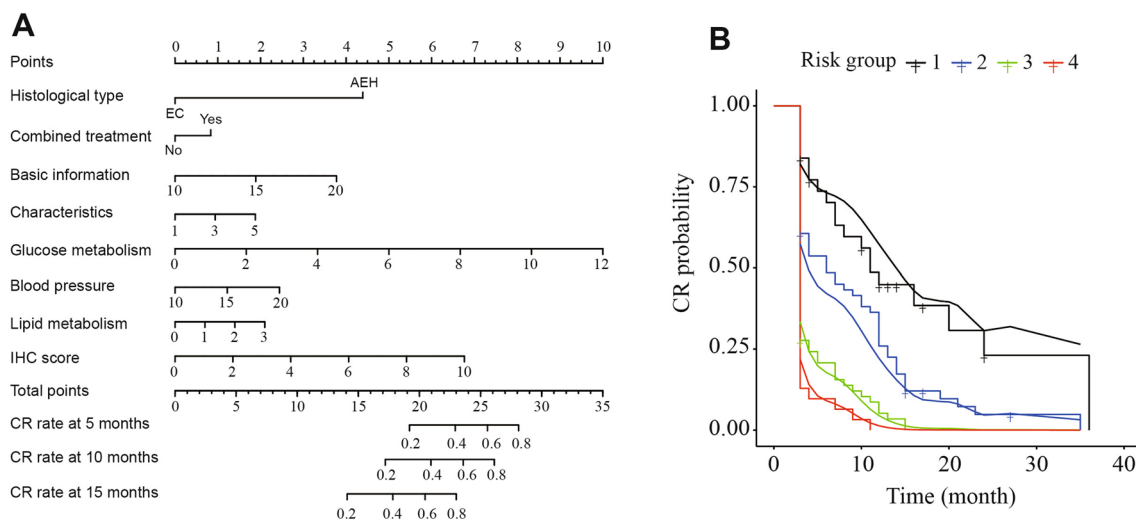 A
Points
0 1 2 3 4 5 6 7 8 9 10
Histological type
AEH
EC
Combined treatment
Yes
No
Basic information
10 15 20
Characteristics
1 3 5
Glucose metabolism
0 2 4 6 8 10 12
Blood pressure
10 15 20
Lipid metabolism
0 1 2 3
IHC score
0 2 4 6 8 10
Total points
0 5 10 15 20 25 30 35
CR rate at 5 months
0.2 0.4 0.6 0.8
CR rate at 10 months
0.2 0.4 0.6 0.8
CR rate at 15 months
0.2 0.4 0.6 0.8
B
Risk group 1 2 3 4
CR probability
1.00
0.75
0.50
0.25
0.00
0 10 20 30 40
Time (month)